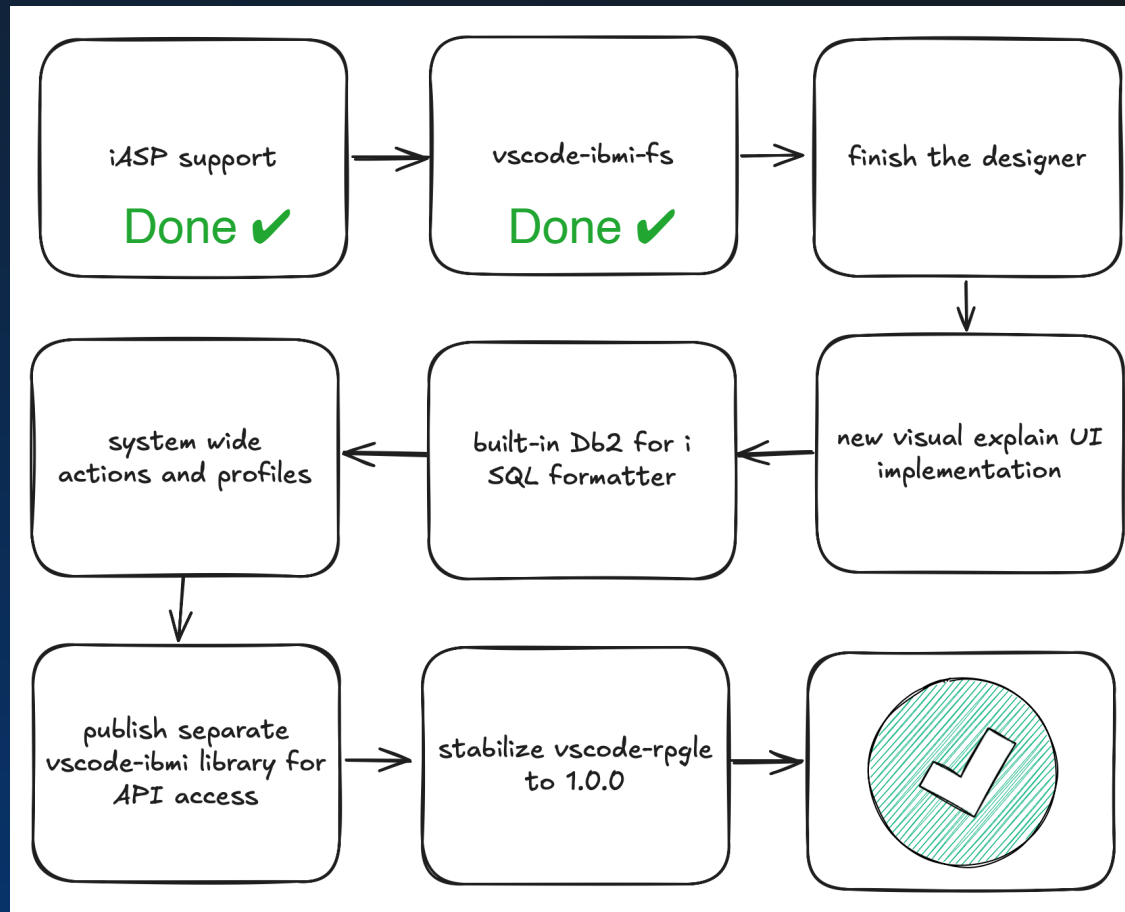 iASP support
Done ✔
vscode-ibmi-fs
Done ✔
finish the designer
new visual explain UI
implementation
built-in Db2 for i
SQL formatter
system wide
actions and profiles
publish separate
vscode-ibmi library for
API access
stabilize vscode-rpgle
to 1.0.0